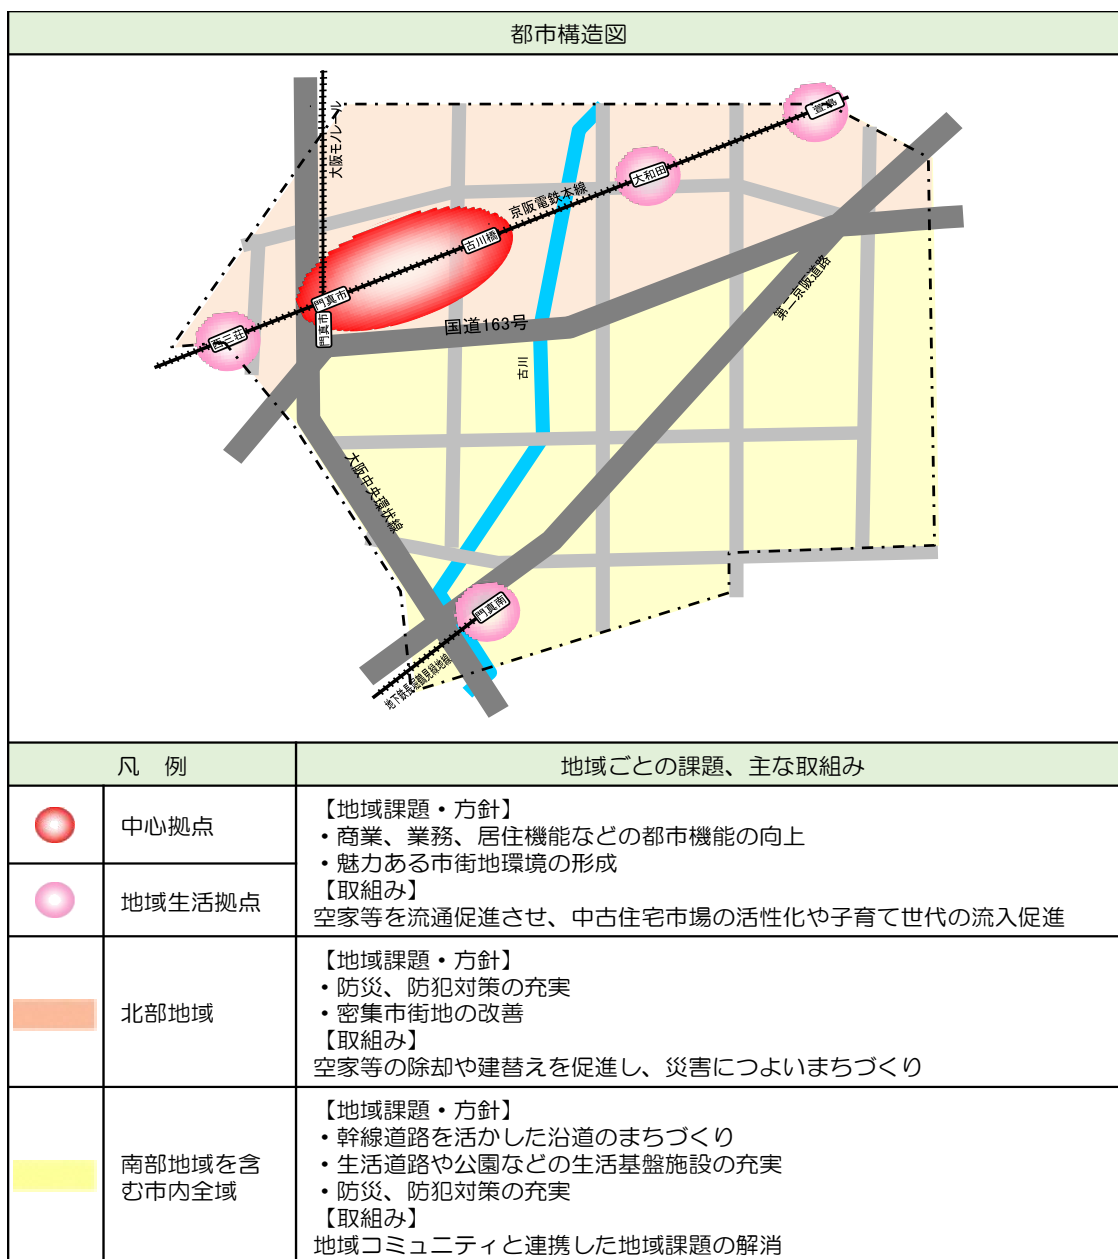 都市構造図
大阪モノレール
萱島
大和田
京阪電鉄本線
古川橋
門真市
門真市
西三荘
国道163号
第二京阪道路
古川
大阪中央環状線
門真南
地下鉄長堀鶴見緑地線
凡　例
地域ごとの課題、主な取組み
中心拠点
地域生活拠点
【地域課題・方針】
・商業、業務、居住機能などの都市機能の向上
・魅力ある市街地環境の形成
【取組み】
空家等を流通促進させ、中古住宅市場の活性化や子育て世代の流入促進
北部地域
【地域課題・方針】
・防災、防犯対策の充実
・密集市街地の改善
【取組み】
空家等の除却や建替えを促進し、災害につよいまちづくり
南部地域を含
む市内全域
【地域課題・方針】
・幹線道路を活かした沿道のまちづくり
・生活道路や公園などの生活基盤施設の充実
・防災、防犯対策の充実
【取組み】
地域コミュニティと連携した地域課題の解消